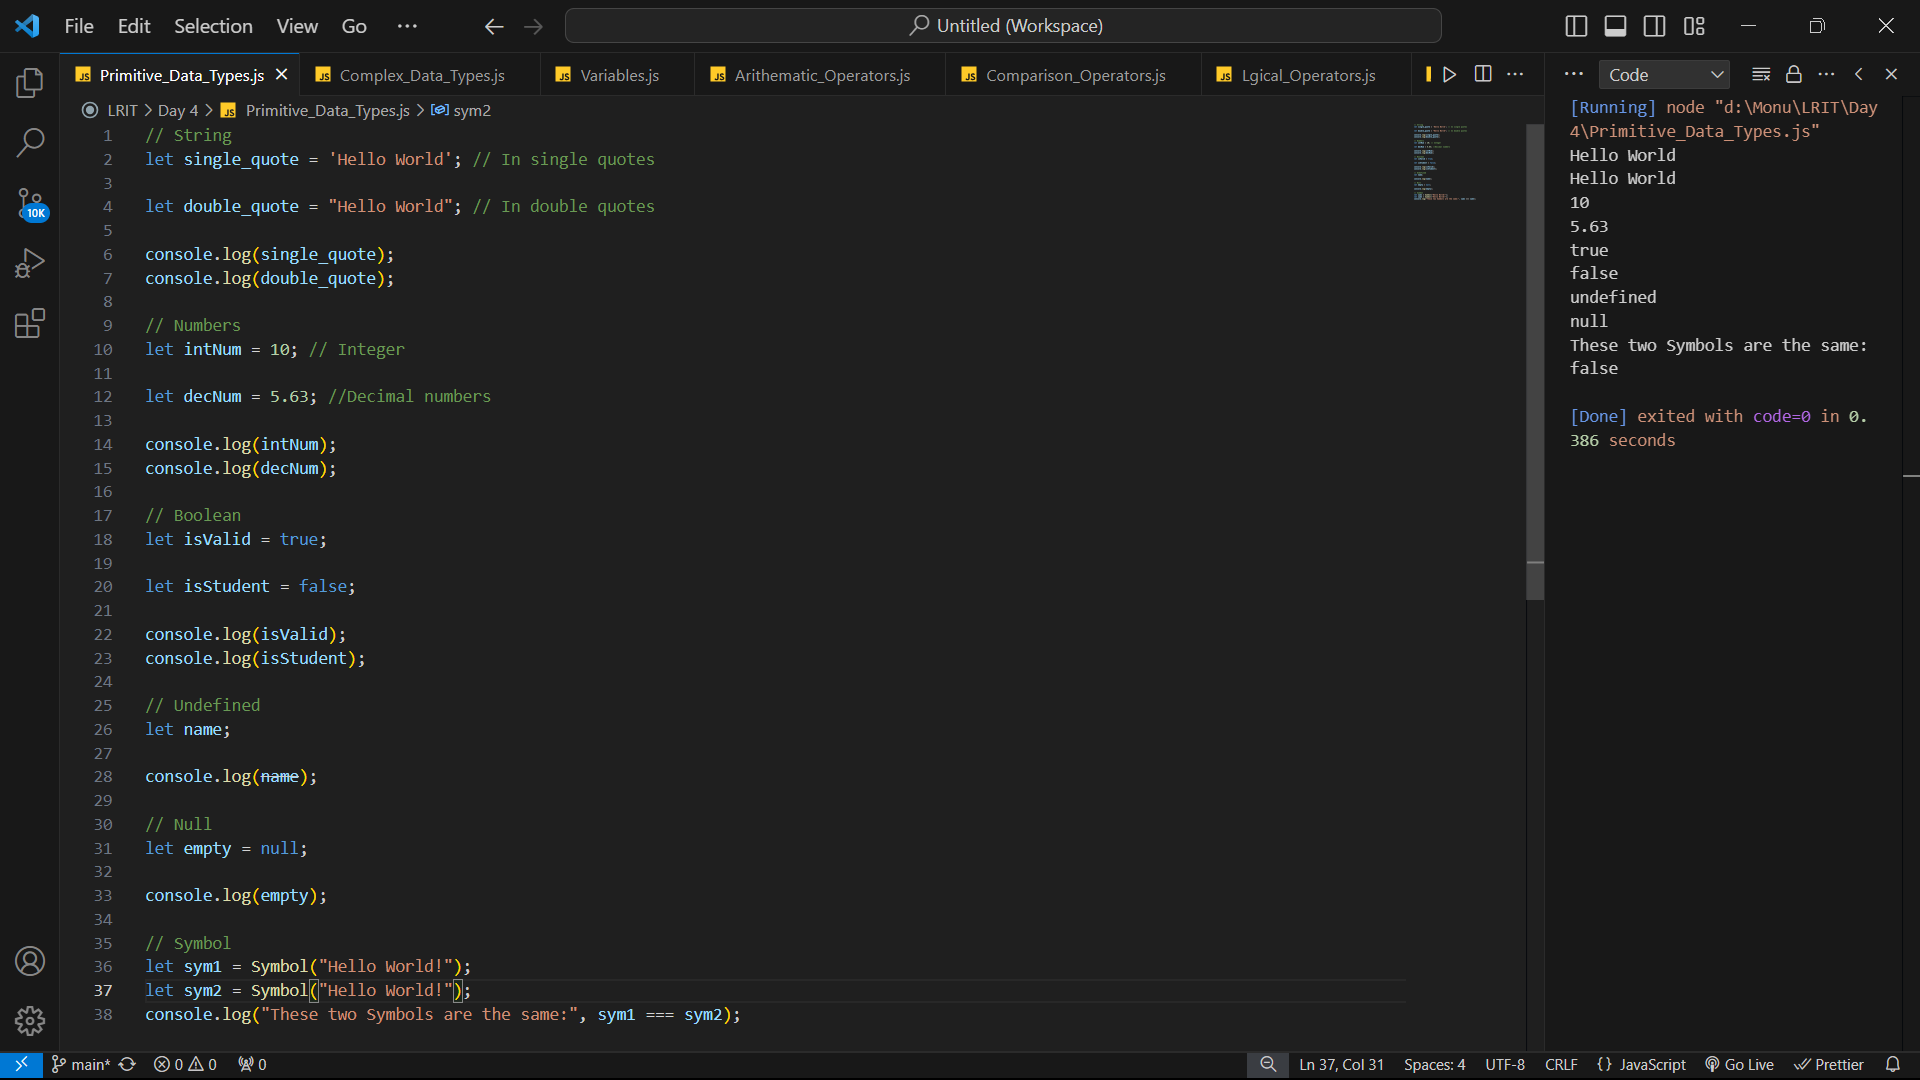 File Edit Selection View Go ··· Untitled (Workspace)
Primitive_Data_Types.js Complex_Data_Types.js Variables.js Arithematic_Operators.js Comparison_Operators.js Lgical_Operators.js
LRIT > Day 4 > JS Primitive_Data_Types.js > sym2
1 // String
2 let single_quote = 'Hello World'; // In single quotes
3
4 let double_quote = "Hello World"; // In double quotes
5
6 console.log(single_quote);
7 console.log(double_quote);
8
9 // Numbers
10 let intNum = 10; // Integer
11
12 let decNum = 5.63; //Decimal numbers
13
14 console.log(intNum);
15 console.log(decNum);
16
17 // Boolean
18 let isValid = true;
19
20 let isStudent = false;
21
22 console.log(isValid);
23 console.log(isStudent);
24
25 // Undefined
26 let name;
27
28 console.log(name);
29
30 // Null
31 let empty = null;
32
33 console.log(empty);
34
35 // Symbol
36 let sym1 = Symbol("Hello World!");
37 let sym2 = Symbol("Hello World!");
38 console.log("These two Symbols are the same:", sym1 === sym2);
10K
Code
[Running] node "d:\Monu\LRIT\Day
4\Primitive_Data_Types.js"
Hello World
Hello World
10
5.63
true
false
undefined
null
These two Symbols are the same:
false
[Done] exited with code=0 in 0.
386 seconds
main* 0 0 0 Ln 37, Col 31 Spaces: 4 UTF-8 CRLF {} JavaScript Go Live Prettier